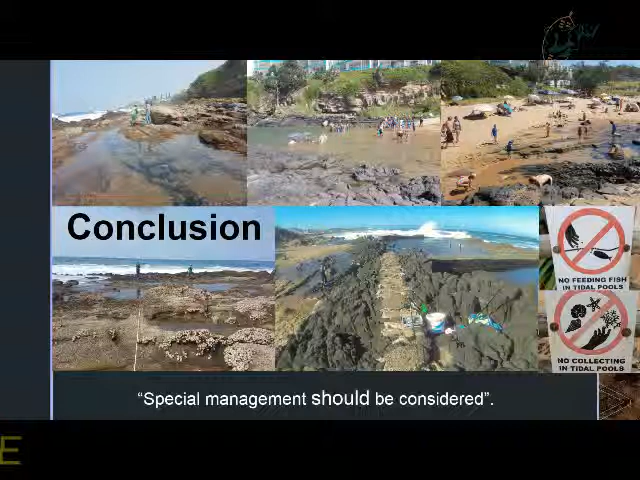 Conclusion
NO FEEDING FISH
IN TIDAL POOLS
NO COLLECTING
IN TIDAL POOLS
“Special management should be considered”.
E